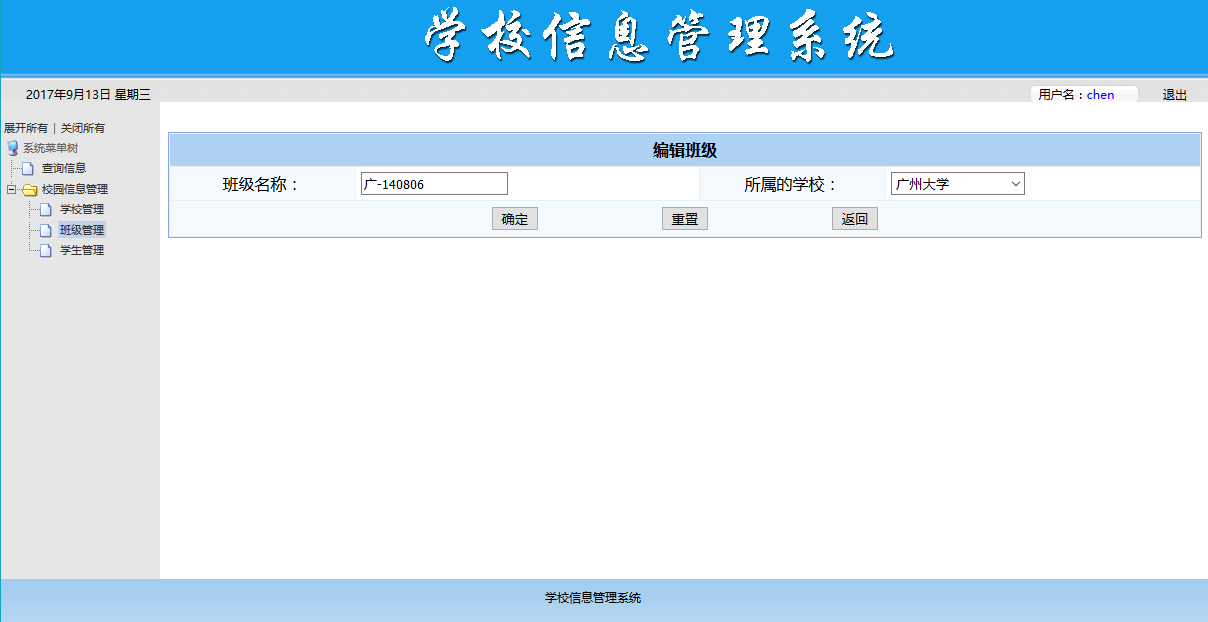 学校信息管理系统
2017年9月13日 星期三
用户名：chen 退出
展开所有 | 关闭所有
系统菜单树
查询信息
校园信息管理
学校管理
班级管理
学生管理
编辑班级
班级名称： 广-140806 所属的学校： 广州大学
确定 重置 返回
学校信息管理系统